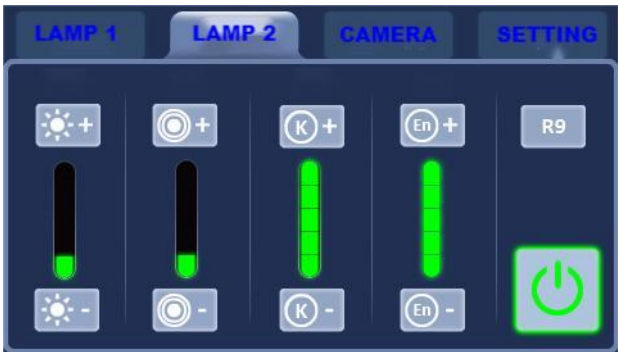 LAMP 1 LAMP 2 CAMERA SETTING
+ + K + En + R9
- - K - En -